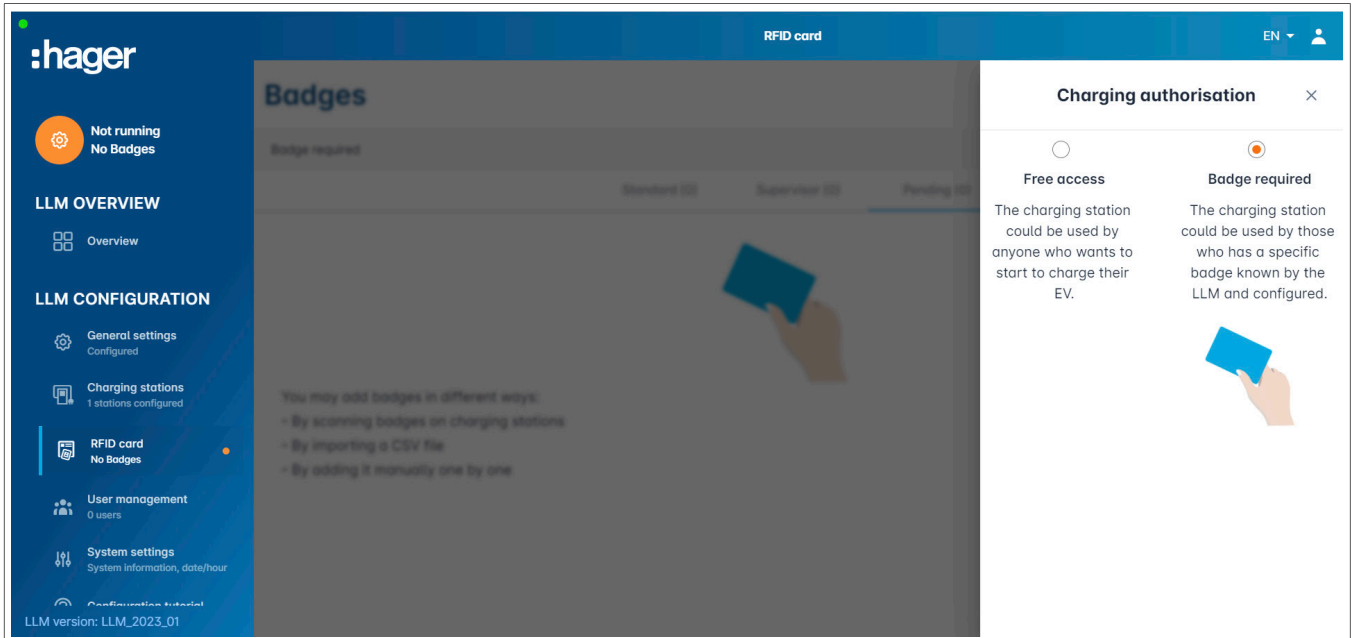 :hager
RFID card
EN
Not running
No Badges
LLM OVERVIEW
Overview
LLM CONFIGURATION
General settings
Configured
Charging stations
1 stations configured
RFID card
No Badges
User management
0 users
System settings
System information, date/hour
Configuration tutorial
LLM version: LLM_2023_01
Badges
Badge required
Standard (0) Supervisor (0) Pending (0)
You may add badges in different ways:
- By scanning badges on charging stations
- By importing a CSV file
- By adding it manually one by one
Charging authorisation
Free access
The charging station
could be used by
anyone who wants to
start to charge their
EV.
Badge required
The charging station
could be used by those
who has a specific
badge known by the
LLM and configured.